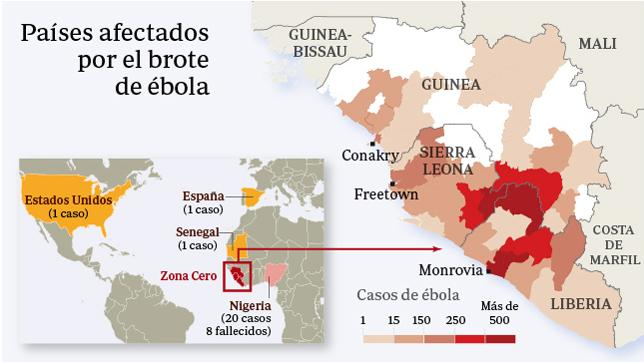 Países afectados
por el brote
de ébola
GUINEA-
BISSAU
MALI
GUINEA
Conakry
SIERRA
LEONA
Freetown
COSTA
DE
MARFIL
Monrovia
LIBERIA
Estados Unidos
(1 caso)
España
(1 caso)
Senegal
(1 caso)
Zona Cero
Nigeria
(20 casos
8 fallecidos)
Casos de ébola
Más de
1 15 150 250 500